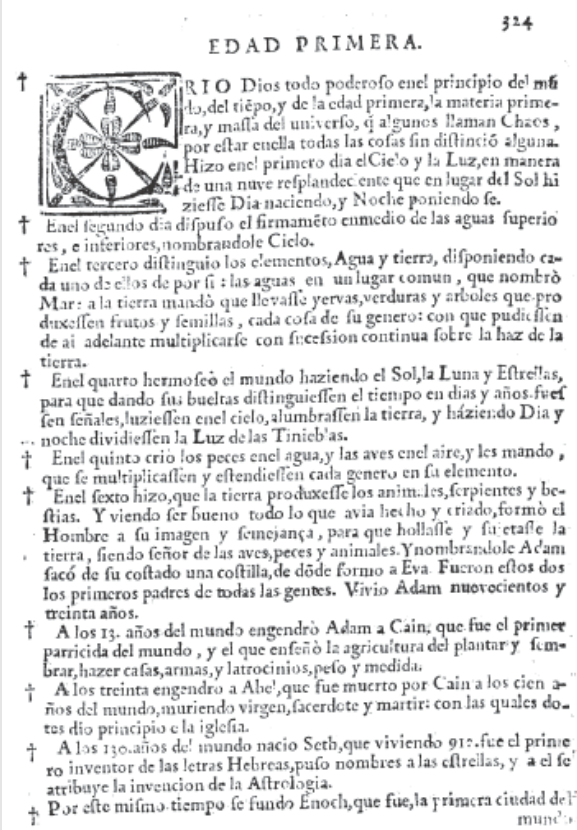 324
EDAD PRIMERA.
† CRIO Dios todo poderoso enel principio del mũ
do, del tiẽpo, y de la edad primera, la materia prime-
ra, y massa del universo, q̃ algunos llaman Chaos,
por estar enella todas las cosas sin distinciõ alguna.
Hizo enel primero dia el Cielo y la Luz, en manera
de una nuve resplandeciente que en lugar del Sol hi
ziesse Dia naciendo, y Noche poniendo se.
† Enel segundo dia dispuso el firmamẽto enmedio de las aguas superio
res, e inferiores, nombrandole Cielo.
† Enel tercero distinguio los elementos, Agua y tierra, disponiendo ca-
da uno de ellos de por si: las aguas en un lugar comun, que nombrò
Mar: a la tierra mandò que llevasse yervas, verduras y arboles que pro
duxessen frutos y semillas, cada cosa de su genero: con que pudiessen
de ai adelante multiplicarse con sucession continua sobre la haz de la
tierra.
† Enel quarto hermoseò el mundo haziendo el Sol, la Luna y Estrellas,
para que dando sus bueltas distinguiessen el tiempo en dias y años. fues
sen señales, luziessen enel cielo, alumbrassen la tierra, y háziendo Dia y
noche dividiessen la Luz de las Tinieblas.
† Enel quinto criò los peces enel agua, y las aves enel aire, y les mando,
que se multiplicassen y estendiessen cada genero en su elemento.
† Enel sexto hizo, que la tierra produxesse los animales, serpientes y be-
stias. Y viendo ser bueno todo lo que avia hecho y criado, formò el
Hombre a su imagen y semejança, para que hollasse y sujetasse la
tierra, siendo señor de las aves, peces y animales. Y nombrandole Adam
sacó de su costado una costilla, de dõde formo a Eva. Fueron estos dos
los primeros padres de todas las gentes. Vivio Adam nuevecientos y
treinta años.
† A los 13. años del mundo engendrò Adam a Cain, que fue el primer
parricida del mundo, y el que enseñò la agricultura del plantar y sem-
brar, hazer casas, armas, y latrocinios, peso y medida.
† A los treinta engendro a Abel, que fue muerto por Cain a los cien a-
ños del mundo, muriendo virgen, sacerdote y martir: con las quales do-
tes dio principio e la iglesia.
† A los 130. años del mundo nacio Seth, que viviendo 912. fue el prime
ro inventor de las letras Hebreas, puso nombres a las estrellas, y a el se
atribuye la invencion de la Astrologia.
† Por este mismo tiempo se fundo Enoch, que fue, la primera ciudad del
mundo